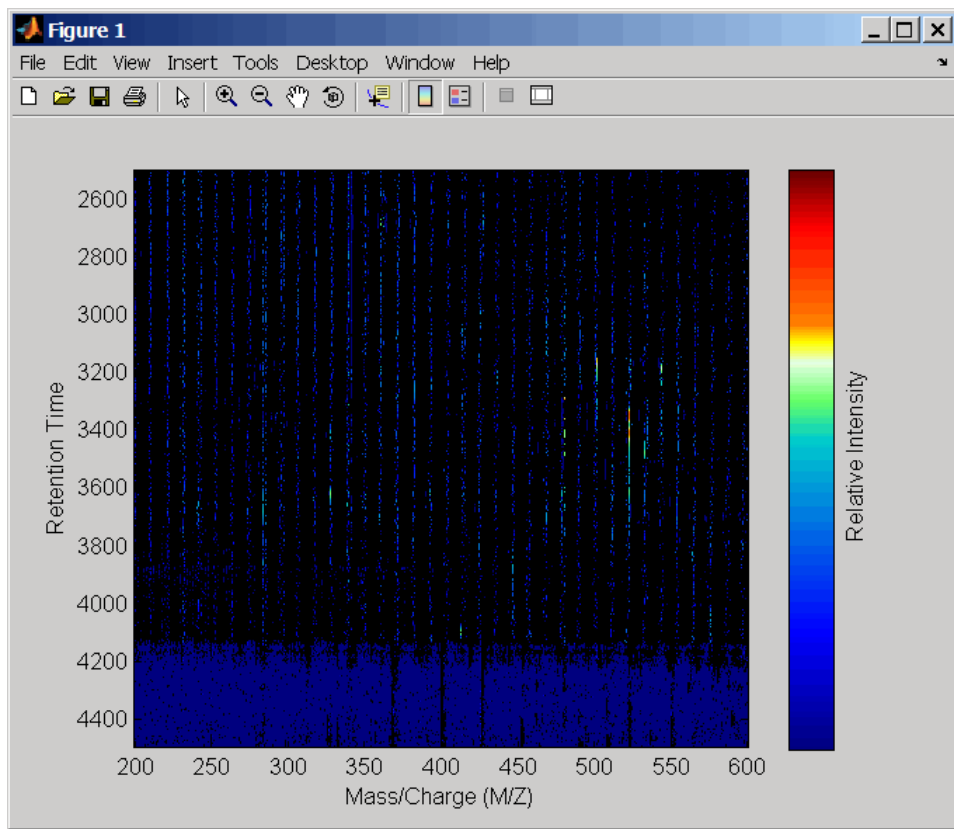 Figure 1
File Edit View Insert Tools Desktop Window Help
2600
2800
3000
3200
3400
3600
3800
4000
4200
4400
Retention Time
200 250 300 350 400 450 500 550 600
Mass/Charge (M/Z)
Relative Intensity